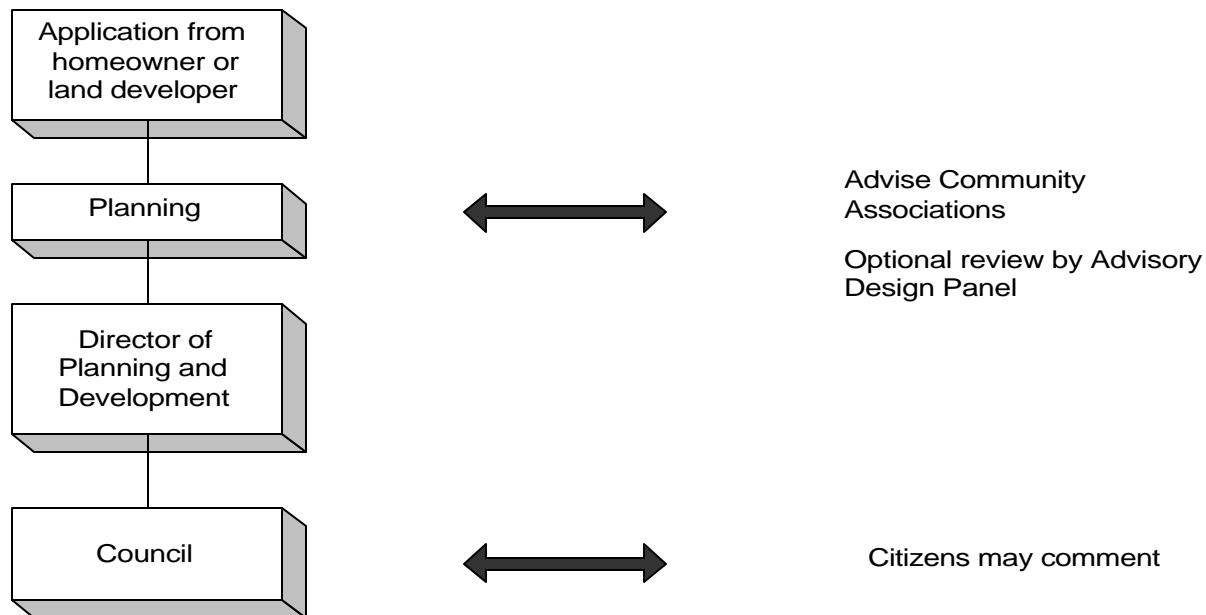 Application from
homeowner or
land developer
Planning
Advise Community
Associations
Optional review by Advisory
Design Panel
Director of
Planning and
Development
Council
Citizens may comment